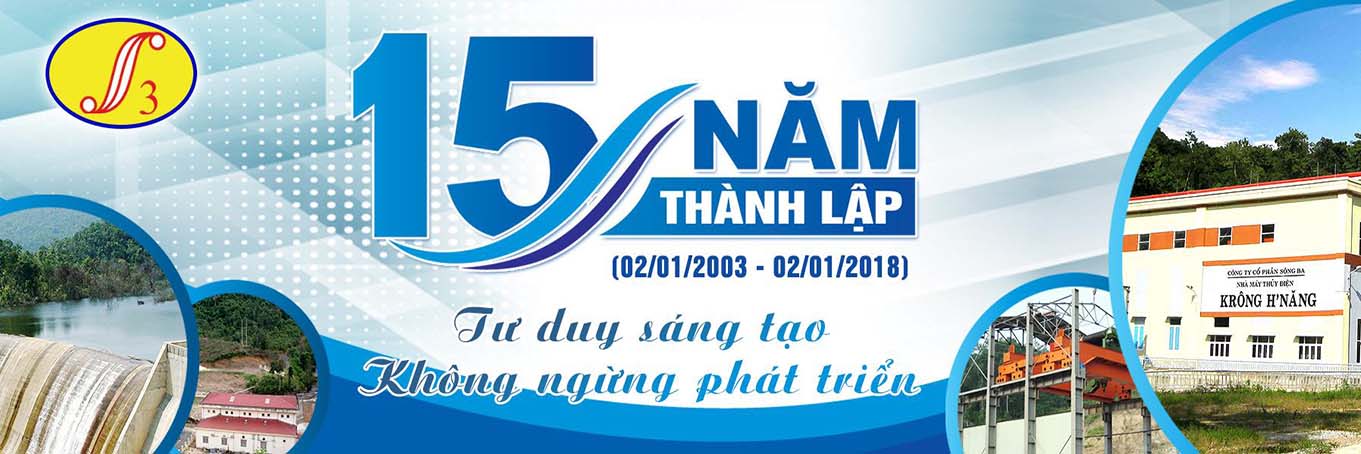 3
15 NĂM
THÀNH LẬP
(02/01/2003 - 02/01/2018)
Tư duy sáng tạo
Không ngừng phát triển
CÔNG TY CỔ PHẦN SÔNG BA
NHÀ MÁY THỦY ĐIỆN
KRÔNG H'NĂNG